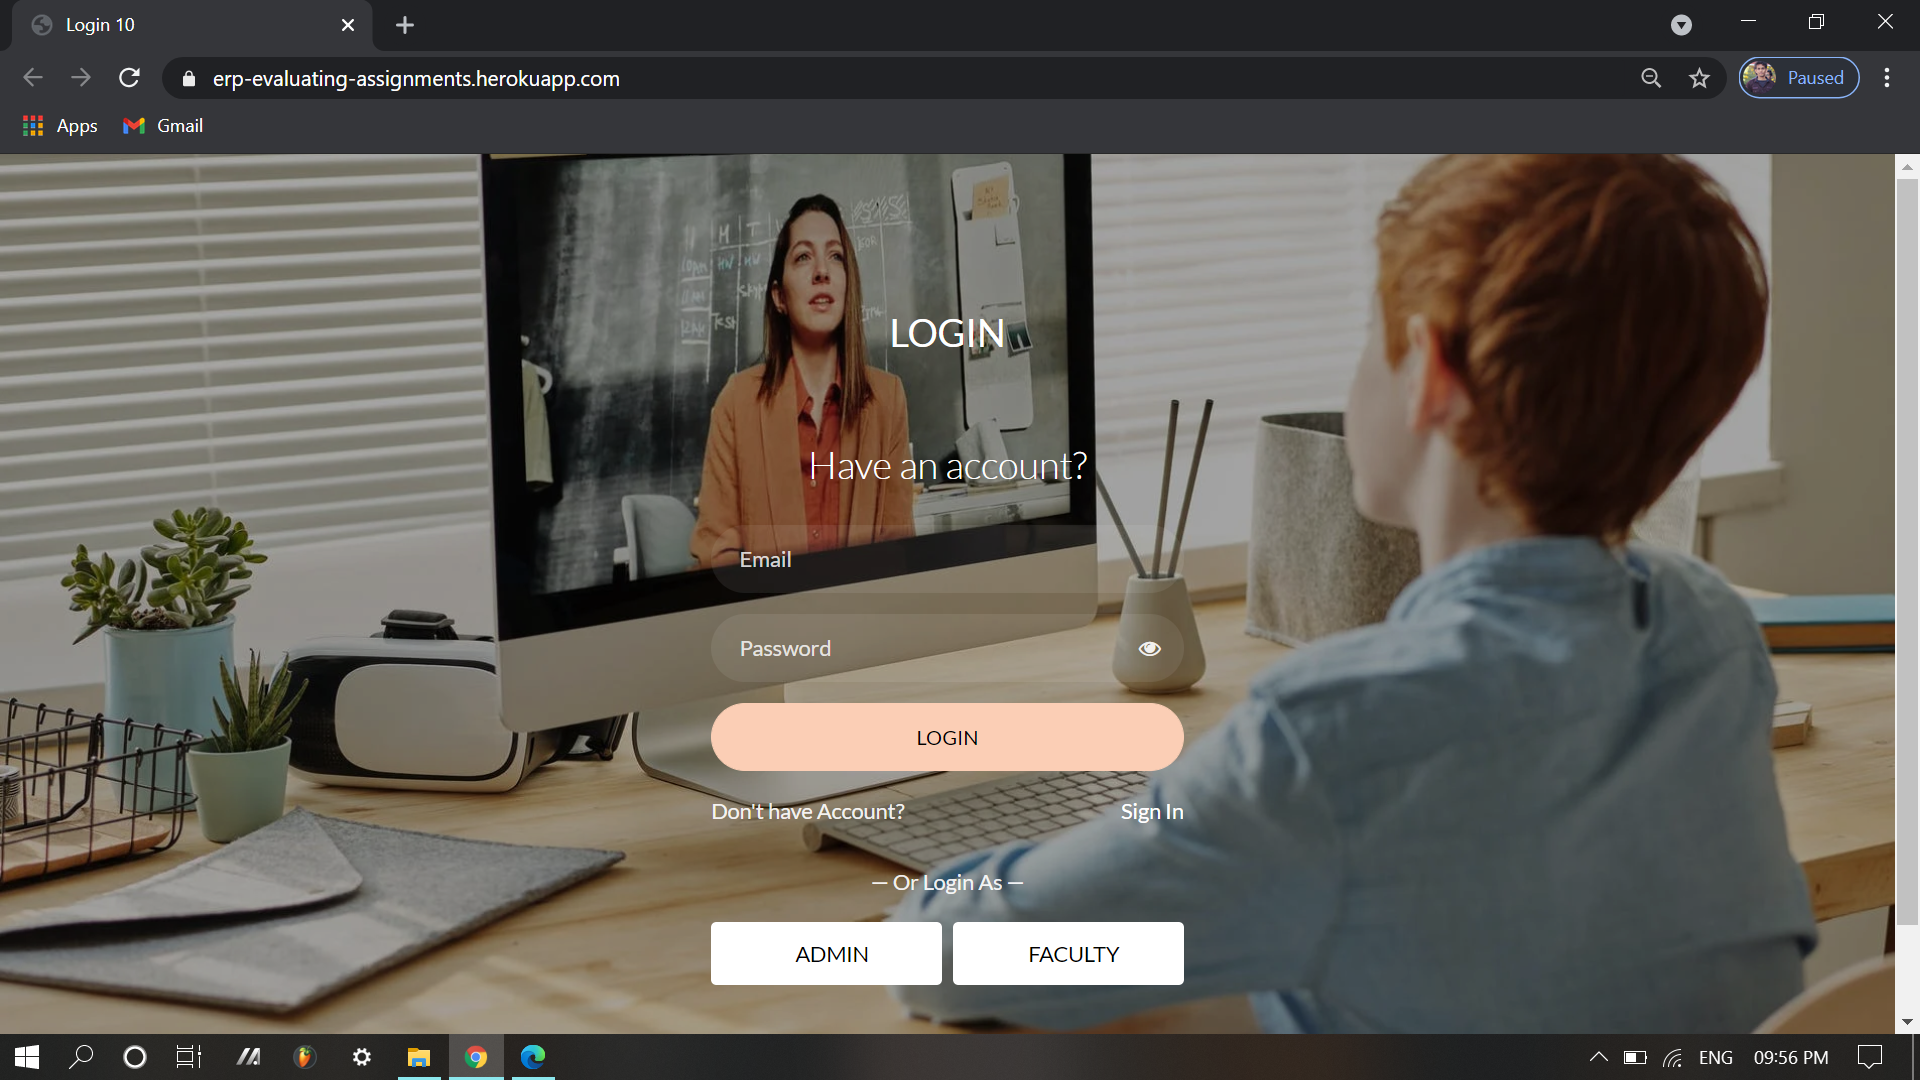 Login 10
erp-evaluating-assignments.herokuapp.com
Paused
Apps
Gmail
M T
LOGIN
Have an account?
Email
Password
LOGIN
Don't have Account?
Sign In
— Or Login As —
ADMIN
FACULTY
ENG
09:56 PM